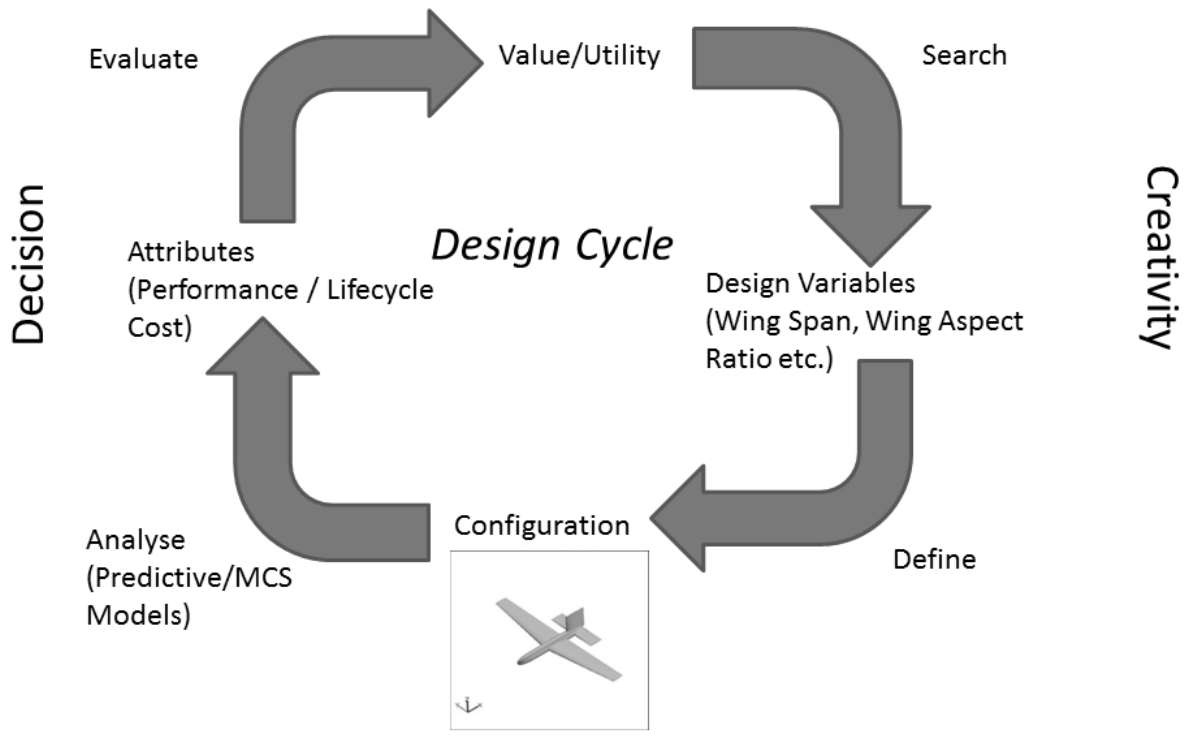 Evaluate
Value/Utility
Search
Decision
Creativity
Design Cycle
Attributes
(Performance / Lifecycle
Cost)
Design Variables
(Wing Span, Wing Aspect
Ratio etc.)
Analyse
(Predictive/MCS
Models)
Configuration
Define